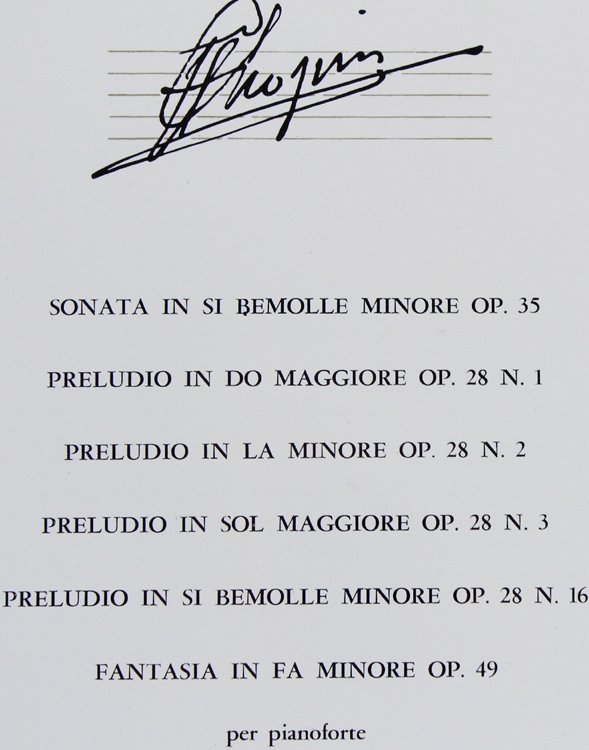 Chopin
SONATA IN SI BEMOLLE MINORE OP. 35
PRELUDIO IN DO MAGGIORE OP. 28 N. 1
PRELUDIO IN LA MINORE OP. 28 N. 2
PRELUDIO IN SOL MAGGIORE OP. 28 N. 3
PRELUDIO IN SI BEMOLLE MINORE OP. 28 N. 16
FANTASIA IN FA MINORE OP. 49
per pianoforte